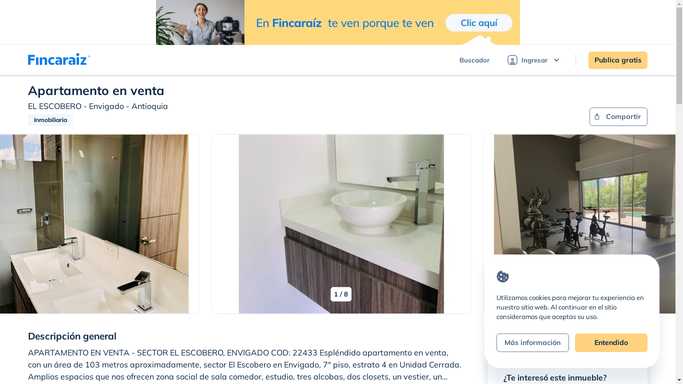 En Fincaraíz te ven porque te ven
Clic aquí
Fincaraiz
Buscador
Ingresar
Publica gratis
Apartamento en venta
EL ESCOBERO - Envigado - Antioquia
Inmobiliaria
Compartir
1 / 8
Utilizamos cookies para mejorar tu experiencia en
nuestro sitio web. Al continuar en el sitio
consideramos que aceptas su uso.
Más información
Entendido
Descripción general
APARTAMENTO EN VENTA - SECTOR EL ESCOBERO, ENVIGADO COD: 22433 Espléndido apartamento en venta,
con un área de 103 metros aproximadamente, sector El Escobero en Envigado, 7° piso, estrato 4 en Unidad Cerrada.
Amplios espacios que nos ofrecen zona social de sala comedor, estudio, tres alcobas, dos closets, un vestier, un...
¿Te interesó este inmueble?